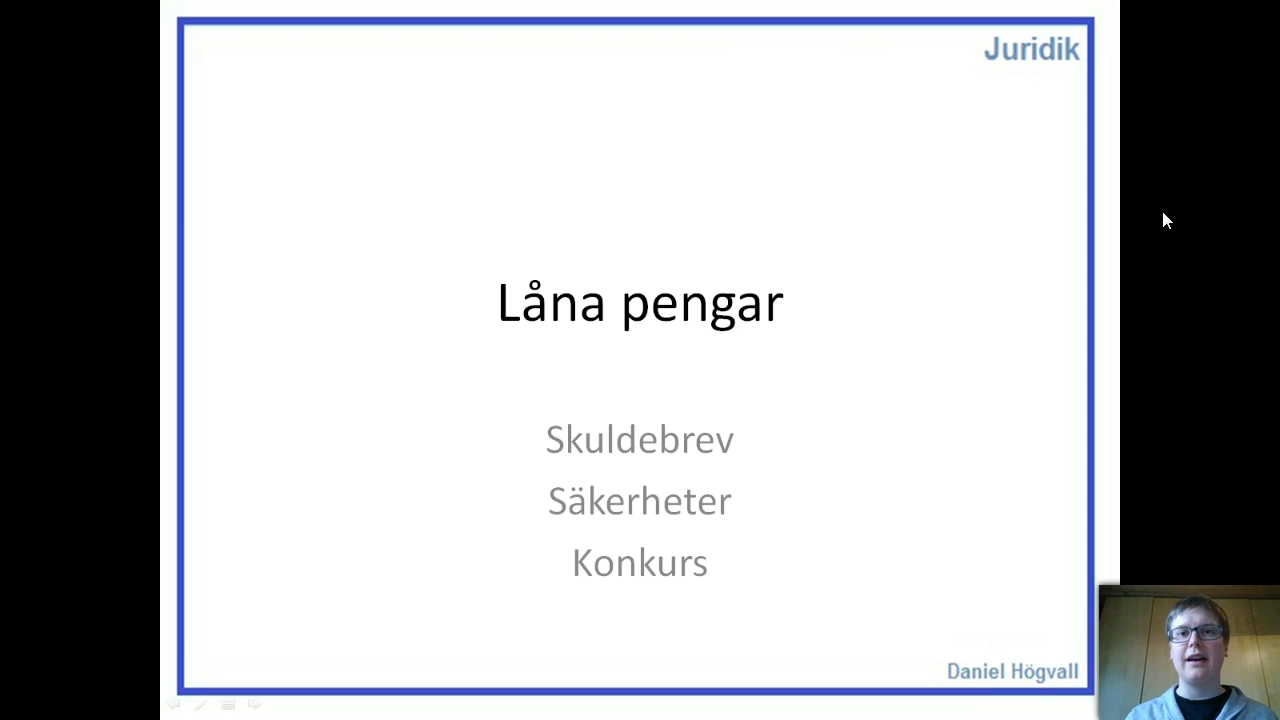 Juridik
Låna pengar
Skuldebrev
Säkerheter
Konkurs
Daniel Högvall